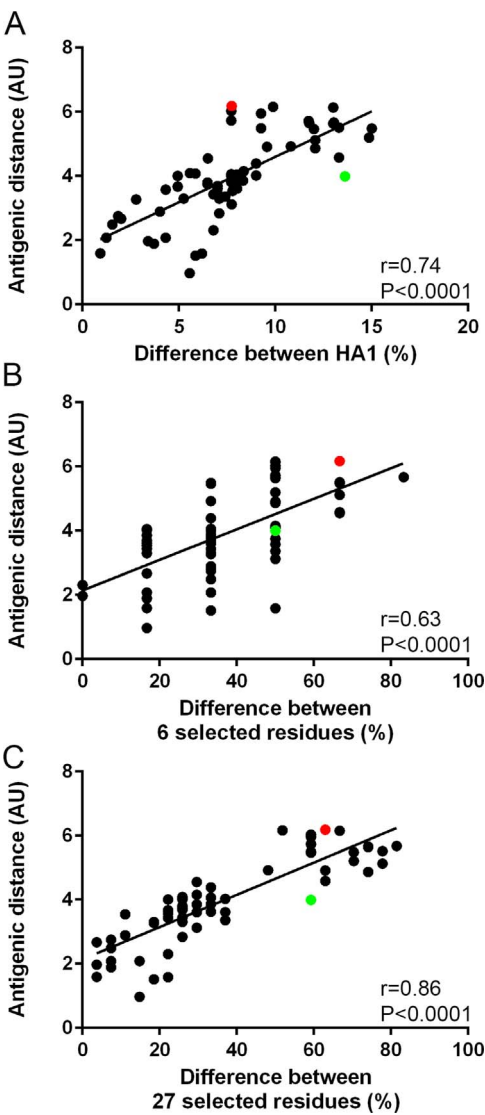 A
Antigenic distance (AU)
8
6
4
2
0
0 5 10 15 20
r=0.74
P<0.0001
Difference between HA1 (%)
B
Antigenic distance (AU)
8
6
4
2
0
0 20 40 60 80 100
r=0.63
P<0.0001
Difference between
6 selected residues (%)
C
Antigenic distance (AU)
8
6
4
2
0
0 20 40 60 80 100
r=0.86
P<0.0001
Difference between
27 selected residues (%)